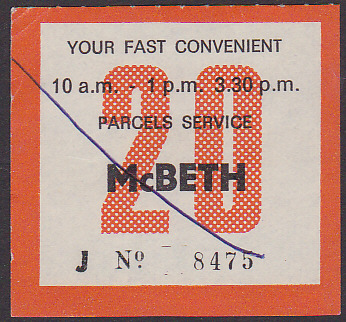 YOUR FAST CONVENIENT
10 a.m. - 1 p.m. 3.30 p.m.
20
PARCELS SERVICE
McBETH
J Nº 8475